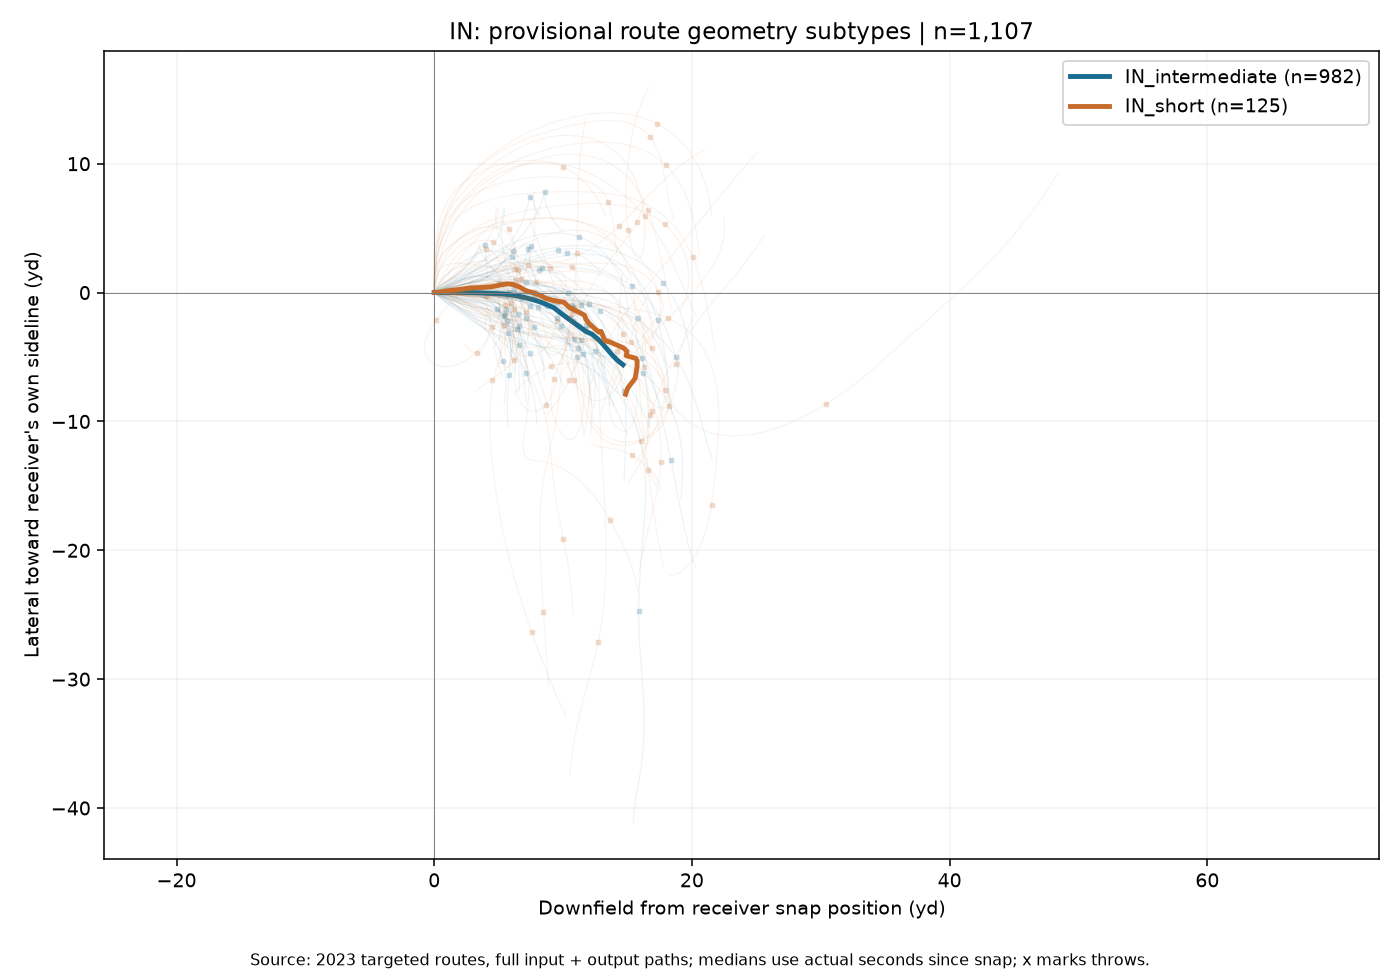 IN: provisional route geometry subtypes | n=1,107
IN_intermediate (n=982)
IN_short (n=125)
10
0
−10
−20
−30
−40
Lateral toward receiver's own sideline (yd)
−20
0
20
40
60
Downfield from receiver snap position (yd)
Source: 2023 targeted routes, full input + output paths; medians use actual seconds since snap; x marks throws.